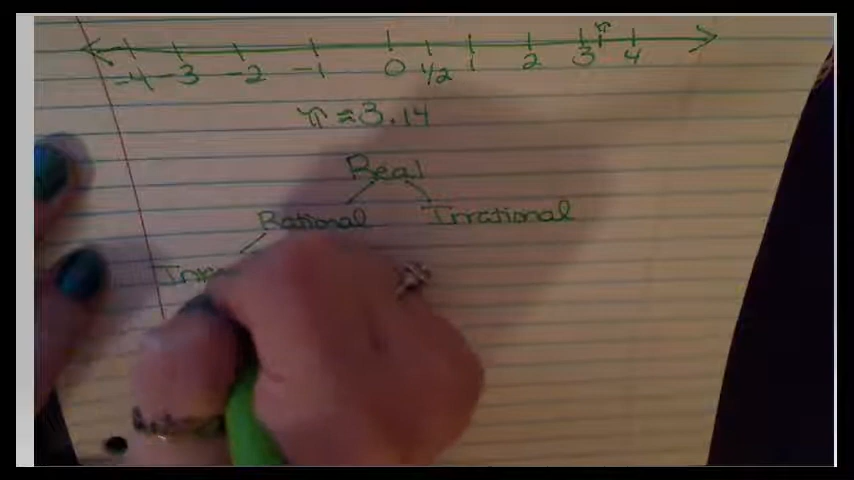 -4 -3 -2 -1 0 1/2 1 2 3 π 4
π ≈ 3.14
Real
Rational Irrational